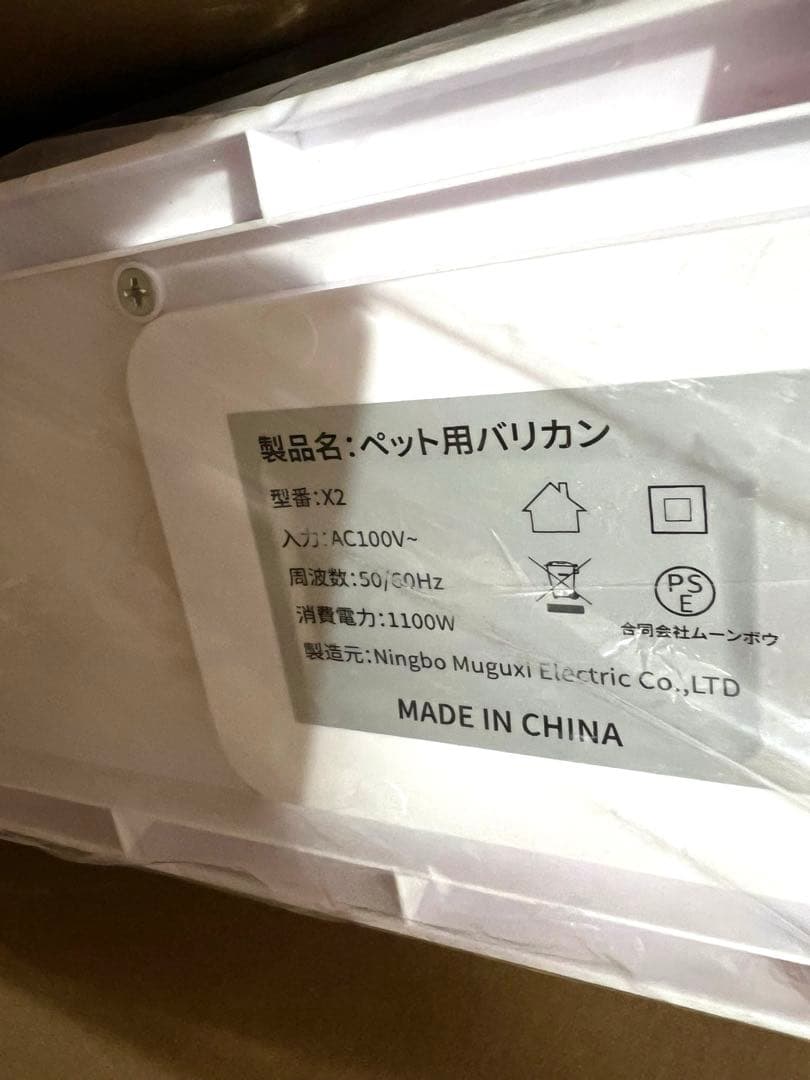 製品名:ペット用バリカン
型番:X2
入力:AC100V~
周波数:50/60Hz
消費電力:1100W
製造元:Ningbo Muguxi Electric Co.,LTD
PS
E
合同会社ムーンボウ
MADE IN CHINA